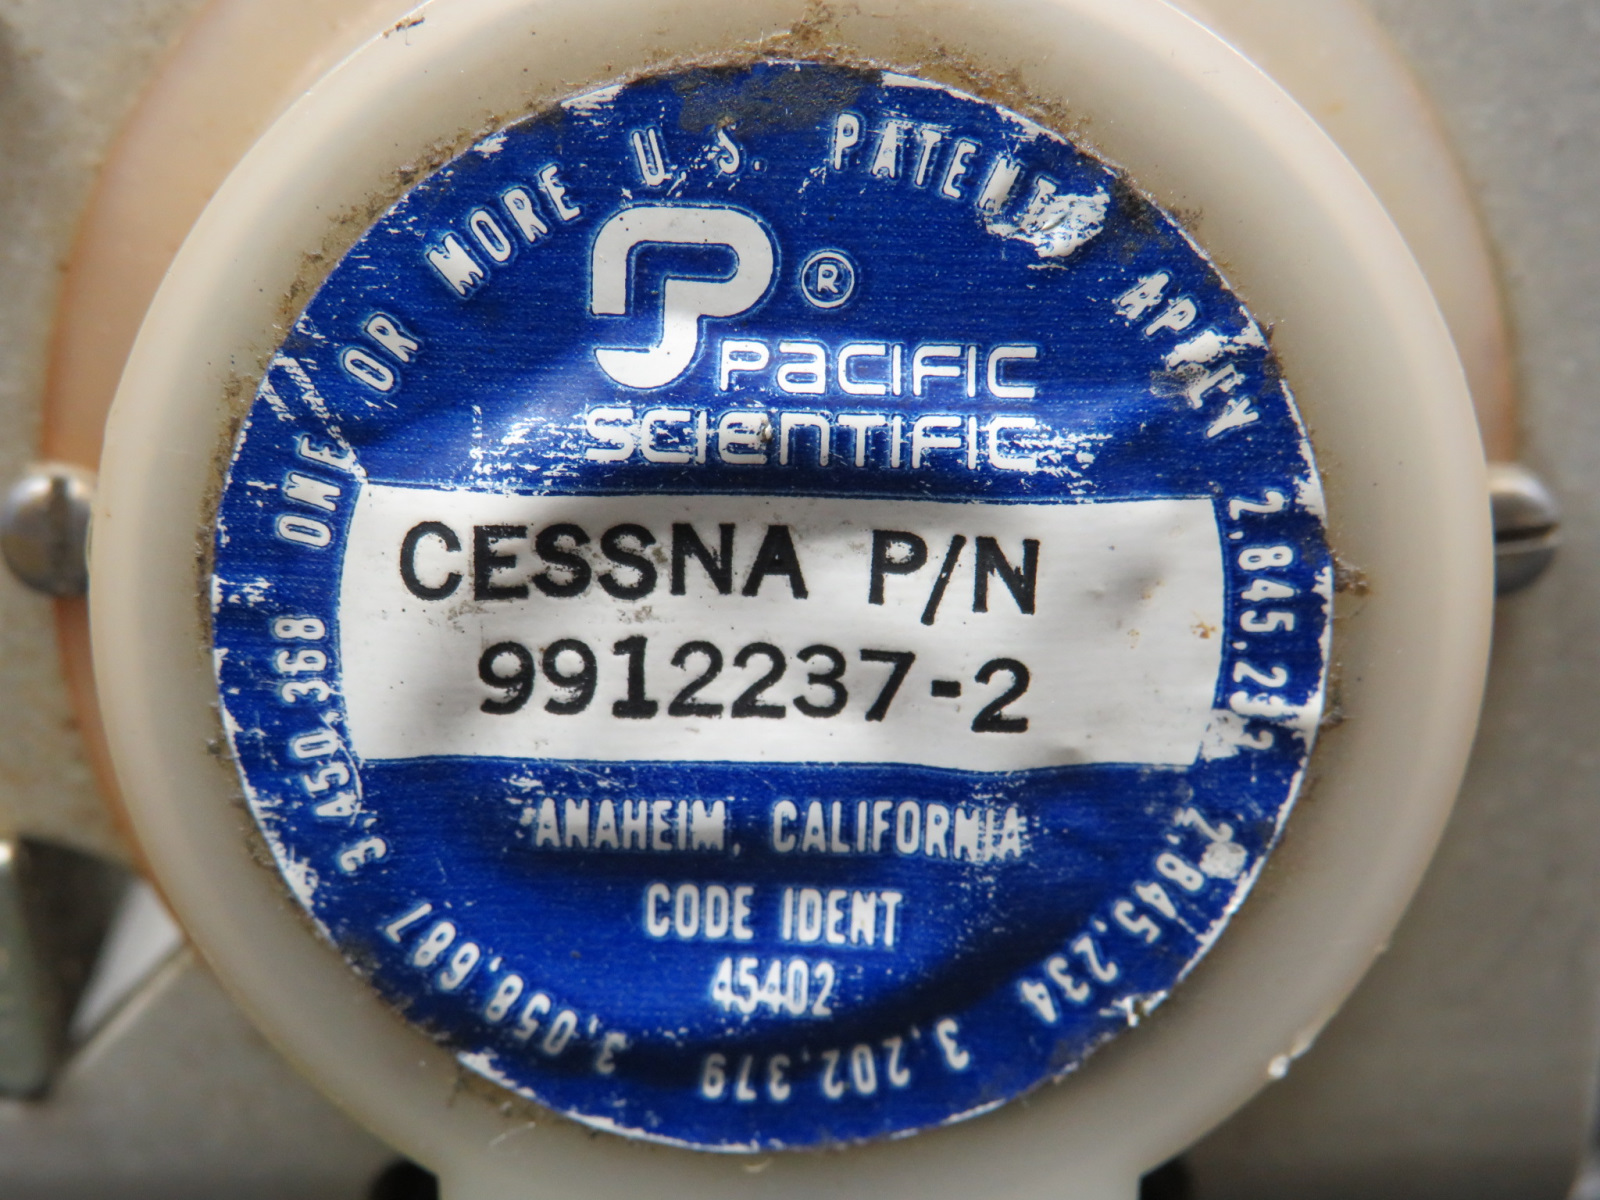 ONE OR MORE U.S. PATENTS APPLY 2,845,232 2,845,234 3,202,379 3,058,687 3,450,368
®
PACIFIC
SCIENTIFIC
CESSNA P/N
9912237-2
ANAHEIM, CALIFORNIA
CODE IDENT
45402